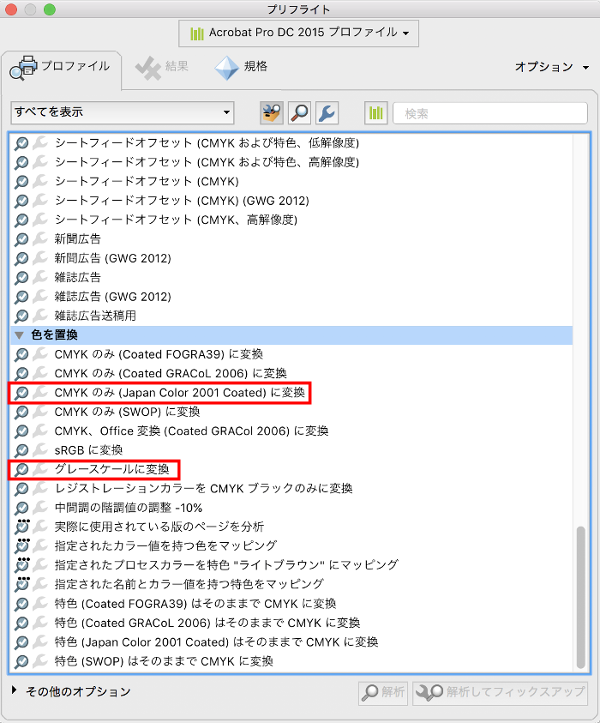 プリフライト
Acrobat Pro DC 2015 プロファイル
プロファイル 結果 規格 オプション
すべてを表示 検索
シートフィードオフセット (CMYK および特色、低解像度)
シートフィードオフセット (CMYK および特色、高解像度)
シートフィードオフセット (CMYK)
シートフィードオフセット (CMYK) (GWG 2012)
シートフィードオフセット (CMYK、高解像度)
新聞広告
新聞広告 (GWG 2012)
雑誌広告
雑誌広告 (GWG 2012)
雑誌広告送稿用
色を置換
CMYK のみ (Coated FOGRA39) に変換
CMYK のみ (Coated GRACoL 2006) に変換
CMYK のみ (Japan Color 2001 Coated) に変換
CMYK のみ (SWOP) に変換
CMYK、Office 変換 (Coated GRACol 2006) に変換
sRGB に変換
グレースケールに変換
レジストレーションカラーを CMYK ブラックのみに変換
中間調の階調値の調整 -10%
実際に使用されている版のページを分析
指定されたカラー値を持つ色をマッピング
指定されたプロセスカラーを特色 "ライトブラウン" にマッピング
指定された名前とカラー値を持つ特色をマッピング
特色 (Coated FOGRA39) はそのままで CMYK に変換
特色 (Coated GRACoL 2006) はそのままで CMYK に変換
特色 (Japan Color 2001 Coated) はそのままで CMYK に変換
特色 (SWOP) はそのままで CMYK に変換
その他のオプション 解析 解析してフィックスアップ